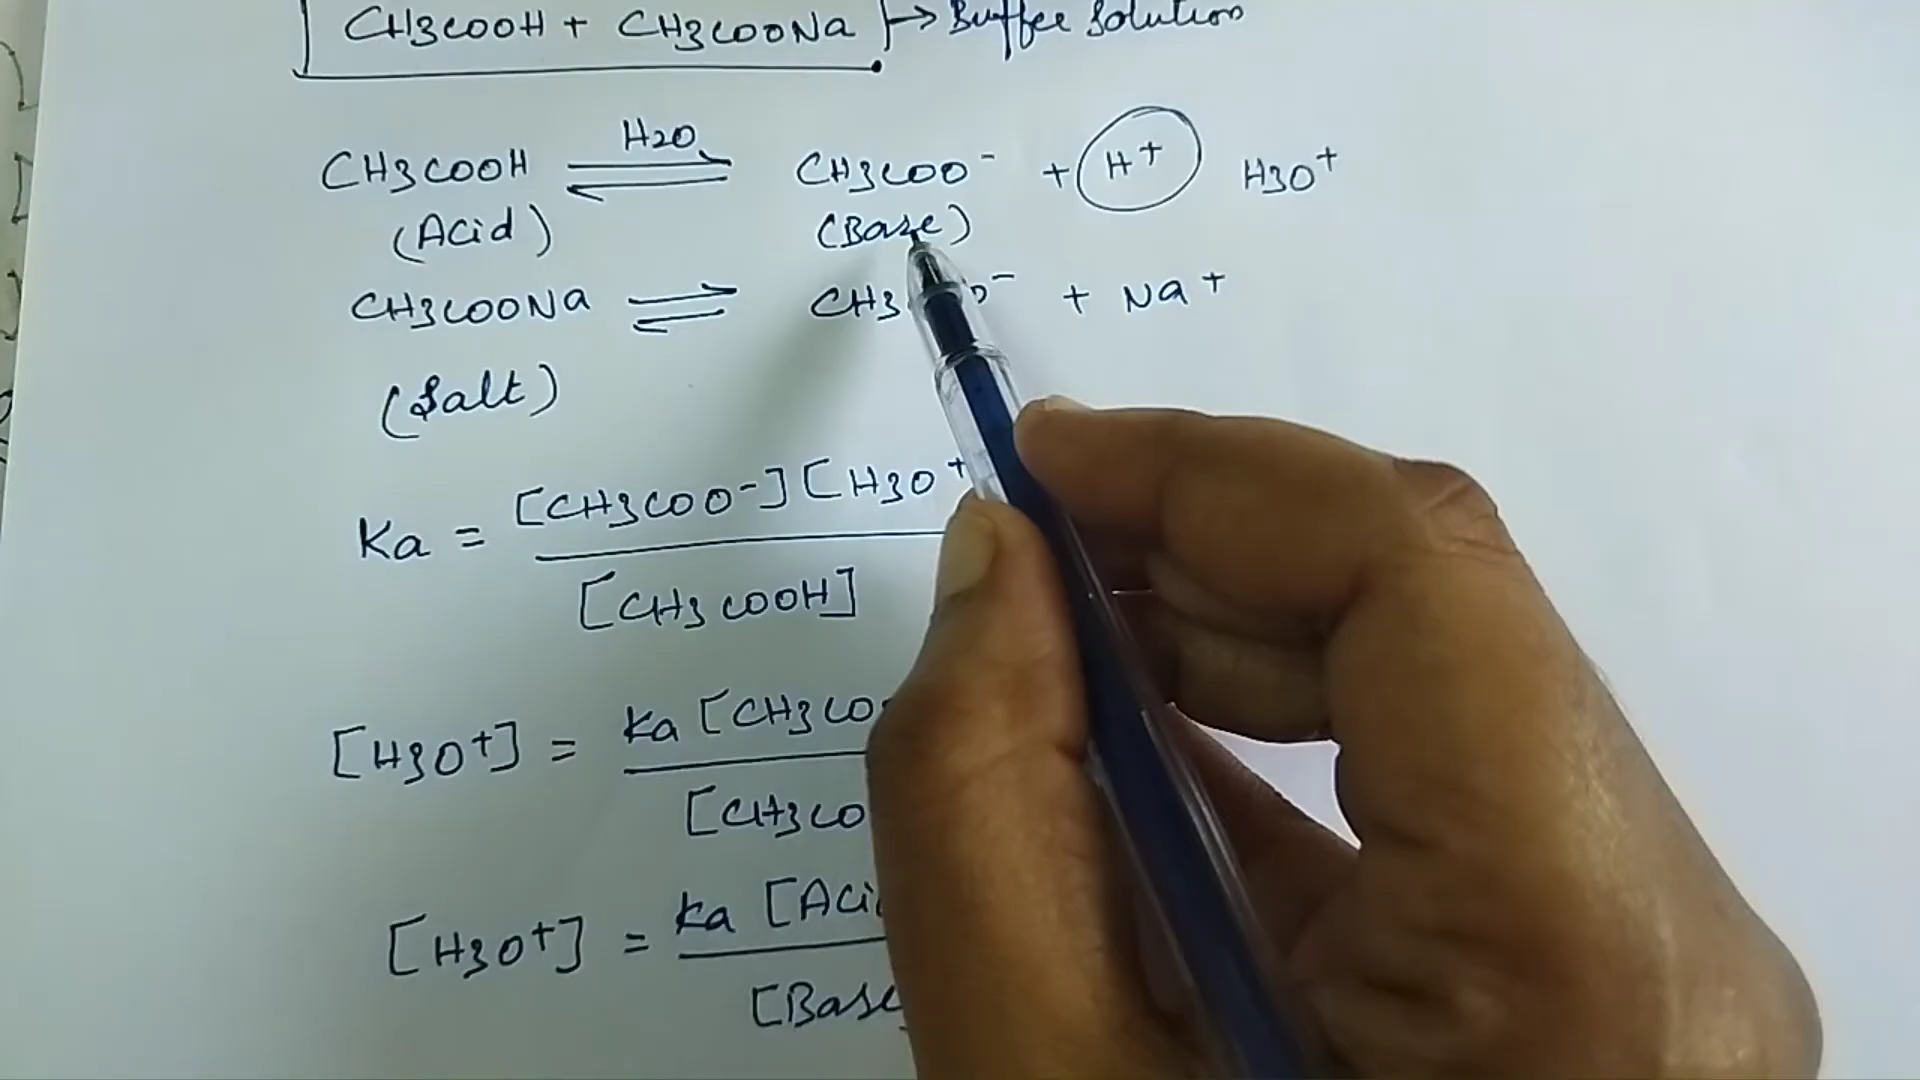 CH3COOH + CH3COONa → Buffer Solution
H2O
CH3COOH ⇌ CH3COO⁻ + H⁺ H3O⁺
(Acid) (Base)
CH3COONa ⇌ CH3 O⁻ + Na⁺
(Salt)
Ka = [CH3COO⁻] [H3O⁺
[CH3COOH]
[H3O⁺] = Ka [CH3CO
[CH3CO
[H3O⁺] = Ka [Aci
[Base